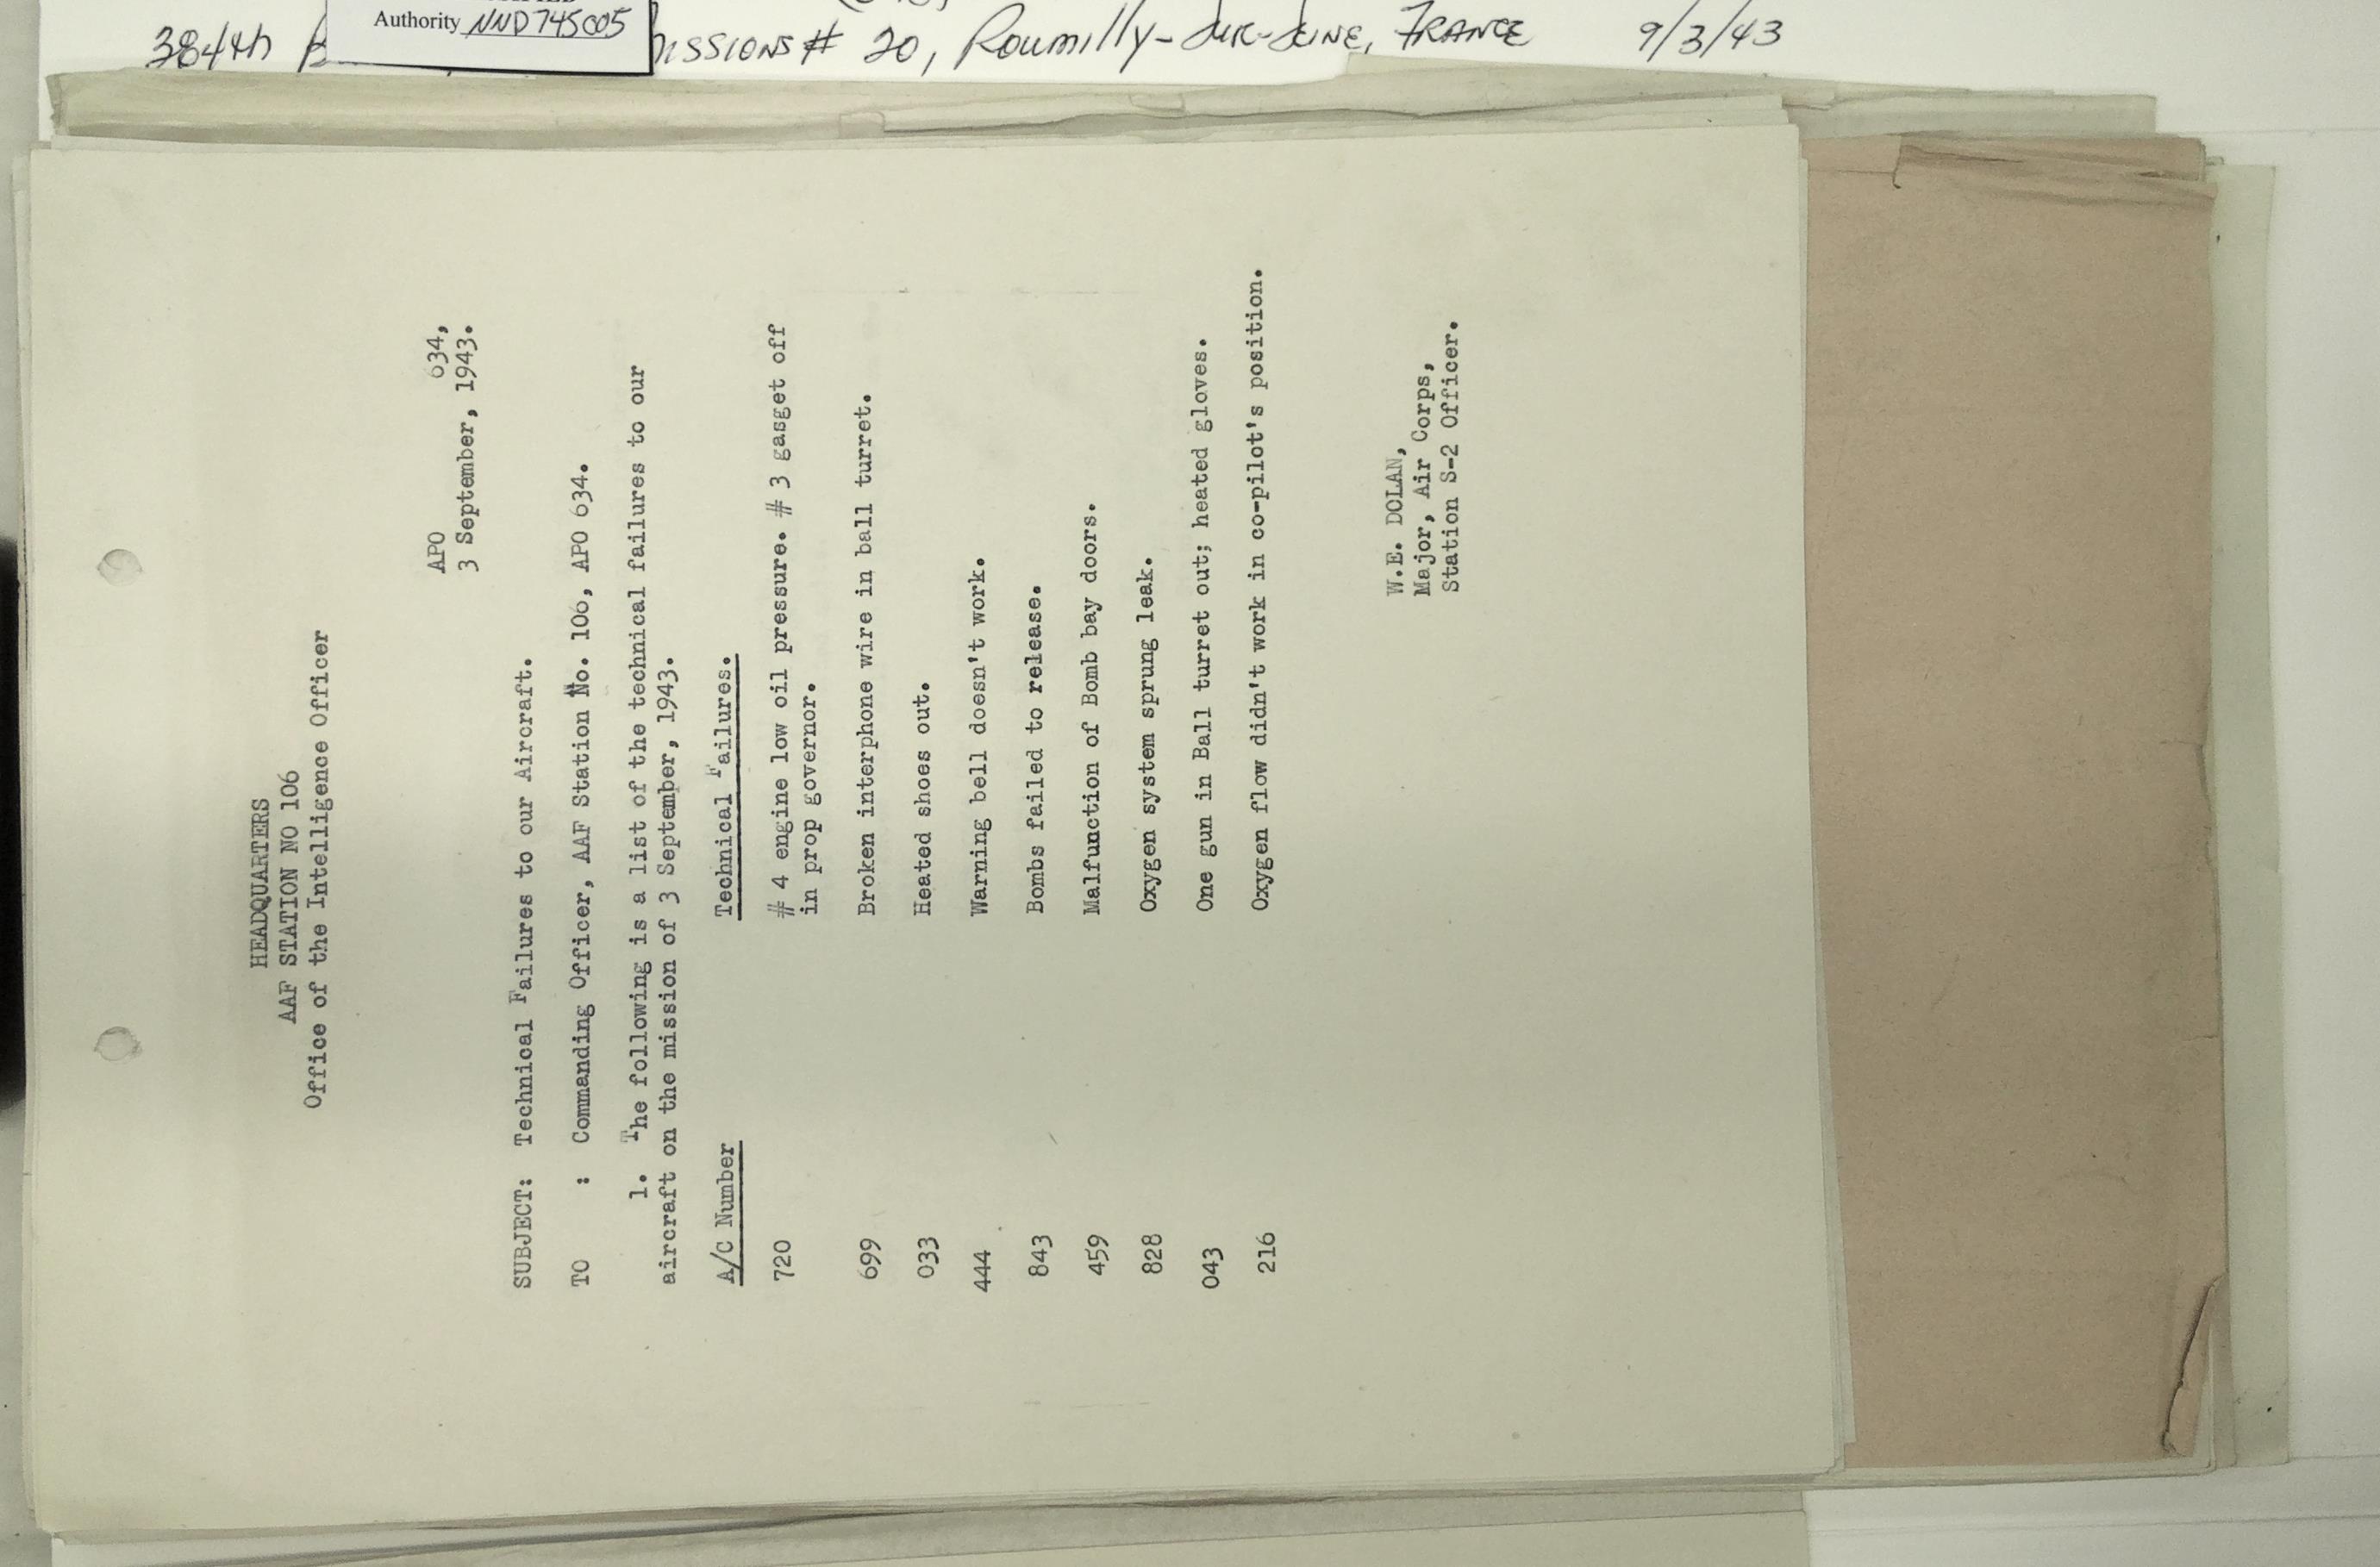 Authority NND745005
384th
ISSIONS # 20, Roumilly-Sur-Seine, FRANCE 9/3/43
HEADQUARTERS
AAF STATION NO 106
Office of the Intelligence Officer
APO 634,
3 September, 1943.
SUBJECT: Technical Failures to our Aircraft.
TO : Commanding Officer, AAF Station No. 106, APO 634.
1. The following is a list of the technical failures to our
aircraft on the mission of 3 September, 1943.
A/C Number Technical Failures.
720 # 4 engine low oil pressure. # 3 gasget off
in prop governor.
699 Broken interphone wire in ball turret.
033 Heated shoes out.
444 Warning bell doesn't work.
843 Bombs failed to release.
459 Malfunction of Bomb bay doors.
828 Oxygen system sprung leak.
043 One gun in Ball turret out; heated gloves.
216 Oxygen flow didn't work in co-pilot's position.
W.E. DOLAN,
Major, Air Corps,
Station S-2 Officer.